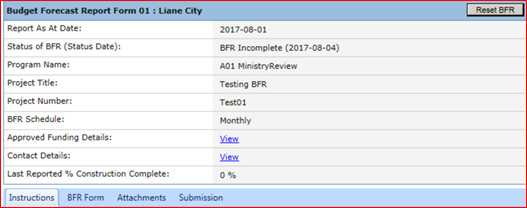 Budget Forecast Report Form 01 : Liane City Reset BFR
Report As At Date: 2017-08-01
Status of BFR (Status Date): BFR Incomplete (2017-08-04)
Program Name: A01 MinistryReview
Project Title: Testing BFR
Project Number: Test01
BFR Schedule: Monthly
Approved Funding Details: View
Contact Details: View
Last Reported % Construction Complete: 0 %
Instructions BFR Form Attachments Submission